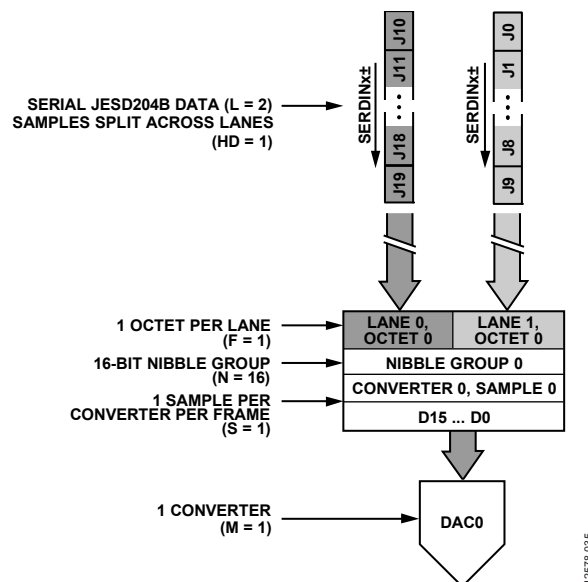 J10
J11
J18
J19
SERDINx±
J0
J1
J8
J9
SERDINx±
SERIAL JESD204B DATA (L = 2)
SAMPLES SPLIT ACROSS LANES
(HD = 1)
1 OCTET PER LANE
(F = 1)
LANE 0,
OCTET 0
LANE 1,
OCTET 0
16-BIT NIBBLE GROUP
(N = 16)
NIBBLE GROUP 0
1 SAMPLE PER
CONVERTER PER FRAME
(S = 1)
CONVERTER 0, SAMPLE 0
D15 ... D0
1 CONVERTER
(M = 1)
DAC0